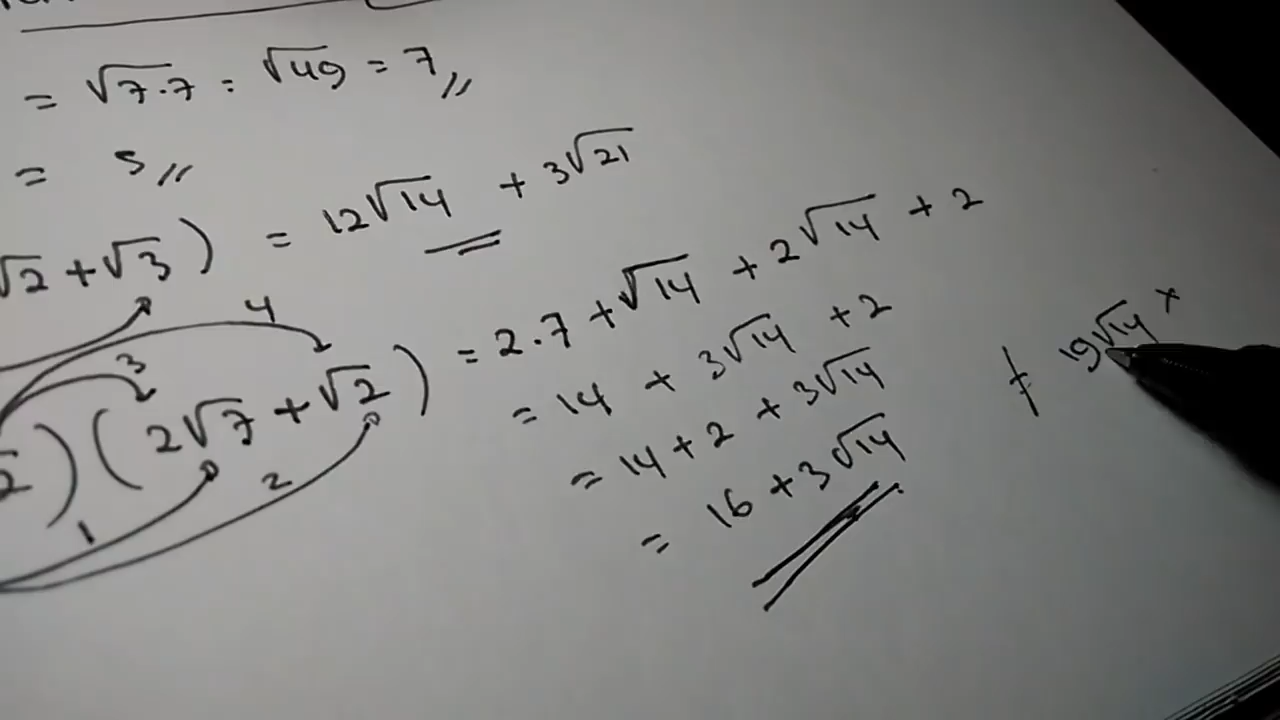 = √7.7 = √49 = 7 //
= 5 //
√2 + √3 ) = 12√14 + 3√21
4
3
2 ) ( 2√7 + √2 ) = 2.7 + √14 + 2√14 + 2
1
2
= 14 + 3√14 + 2
= 14 + 2 + 3√14
= 16 + 3√14
≠ 19√14 ×